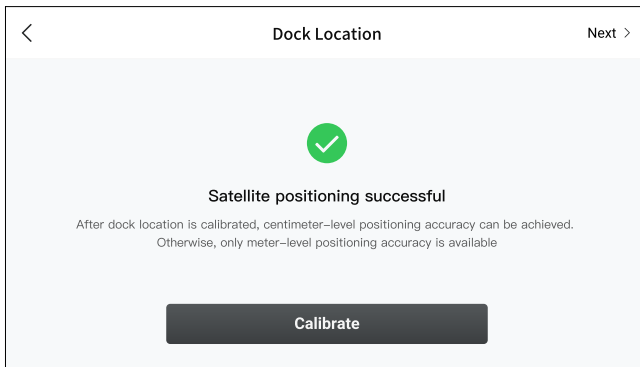 Dock Location
Next
Satellite positioning successful
After dock location is calibrated, centimeter-level positioning accuracy can be achieved.
Otherwise, only meter-level positioning accuracy is available
Calibrate